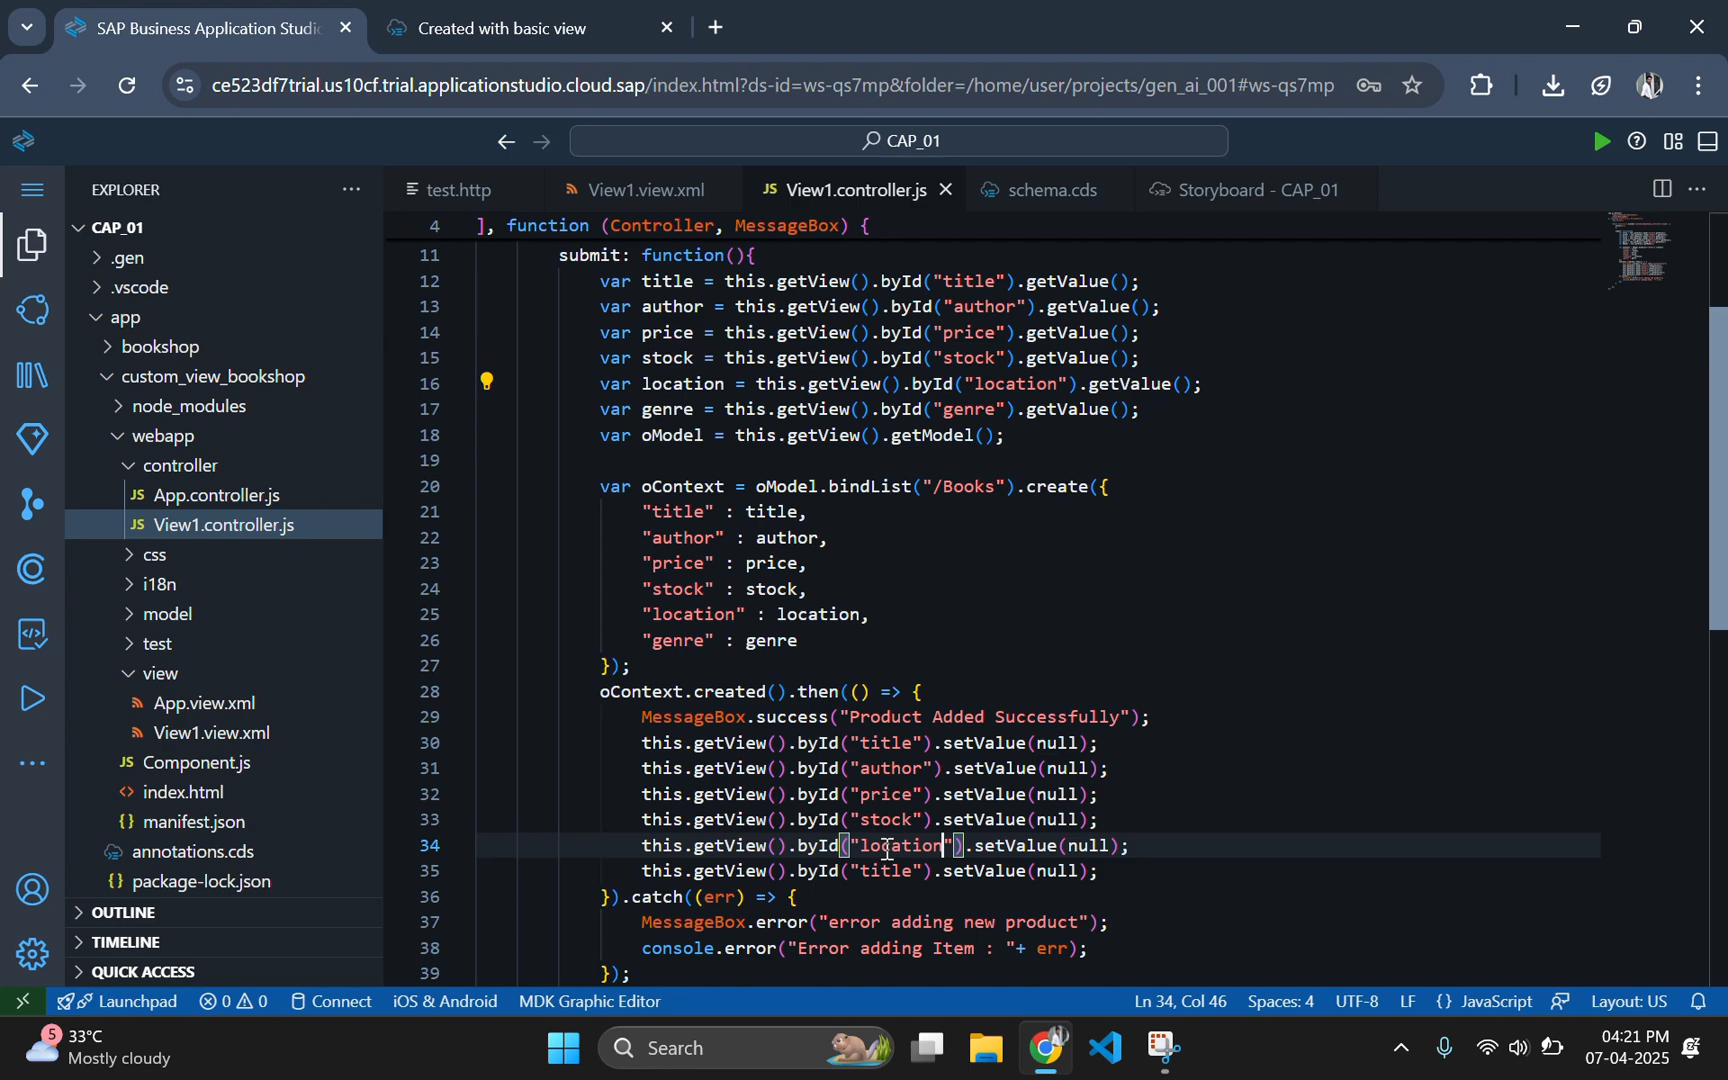 SAP Business Application Studio
Created with basic view
ce523df7trial.us10cf.trial.applicationstudio.cloud.sap/index.html?ds-id=ws-qs7mp&folder=/home/user/projects/gen_ai_001#ws-qs7mp
CAP_01
EXPLORER
test.http
View1.view.xml
JS View1.controller.js
schema.cds
Storyboard - CAP_01
CAP_01
.gen
.vscode
app
bookshop
custom_view_bookshop
node_modules
webapp
controller
JS App.controller.js
JS View1.controller.js
css
i18n
model
test
view
App.view.xml
View1.view.xml
JS Component.js
<> index.html
{} manifest.json
annotations.cds
{} package-lock.json
OUTLINE
TIMELINE
QUICK ACCESS
4 ], function (Controller, MessageBox) {
11 submit: function(){
12 var title = this.getView().byId("title").getValue();
13 var author = this.getView().byId("author").getValue();
14 var price = this.getView().byId("price").getValue();
15 var stock = this.getView().byId("stock").getValue();
16 var location = this.getView().byId("location").getValue();
17 var genre = this.getView().byId("genre").getValue();
18 var oModel = this.getView().getModel();
19
20 var oContext = oModel.bindList("/Books").create({
21 "title" : title,
22 "author" : author,
23 "price" : price,
24 "stock" : stock,
25 "location" : location,
26 "genre" : genre
27 });
28 oContext.created().then(() => {
29 MessageBox.success("Product Added Successfully");
30 this.getView().byId("title").setValue(null);
31 this.getView().byId("author").setValue(null);
32 this.getView().byId("price").setValue(null);
33 this.getView().byId("stock").setValue(null);
34 this.getView().byId("location").setValue(null);
35 this.getView().byId("title").setValue(null);
36 }).catch((err) => {
37 MessageBox.error("error adding new product");
38 console.error("Error adding Item : "+ err);
39 });
Launchpad 0 0 Connect iOS & Android MDK Graphic Editor Ln 34, Col 46 Spaces: 4 UTF-8 LF {} JavaScript Layout: US
5 33°C
Mostly cloudy
Search
04:21 PM
07-04-2025